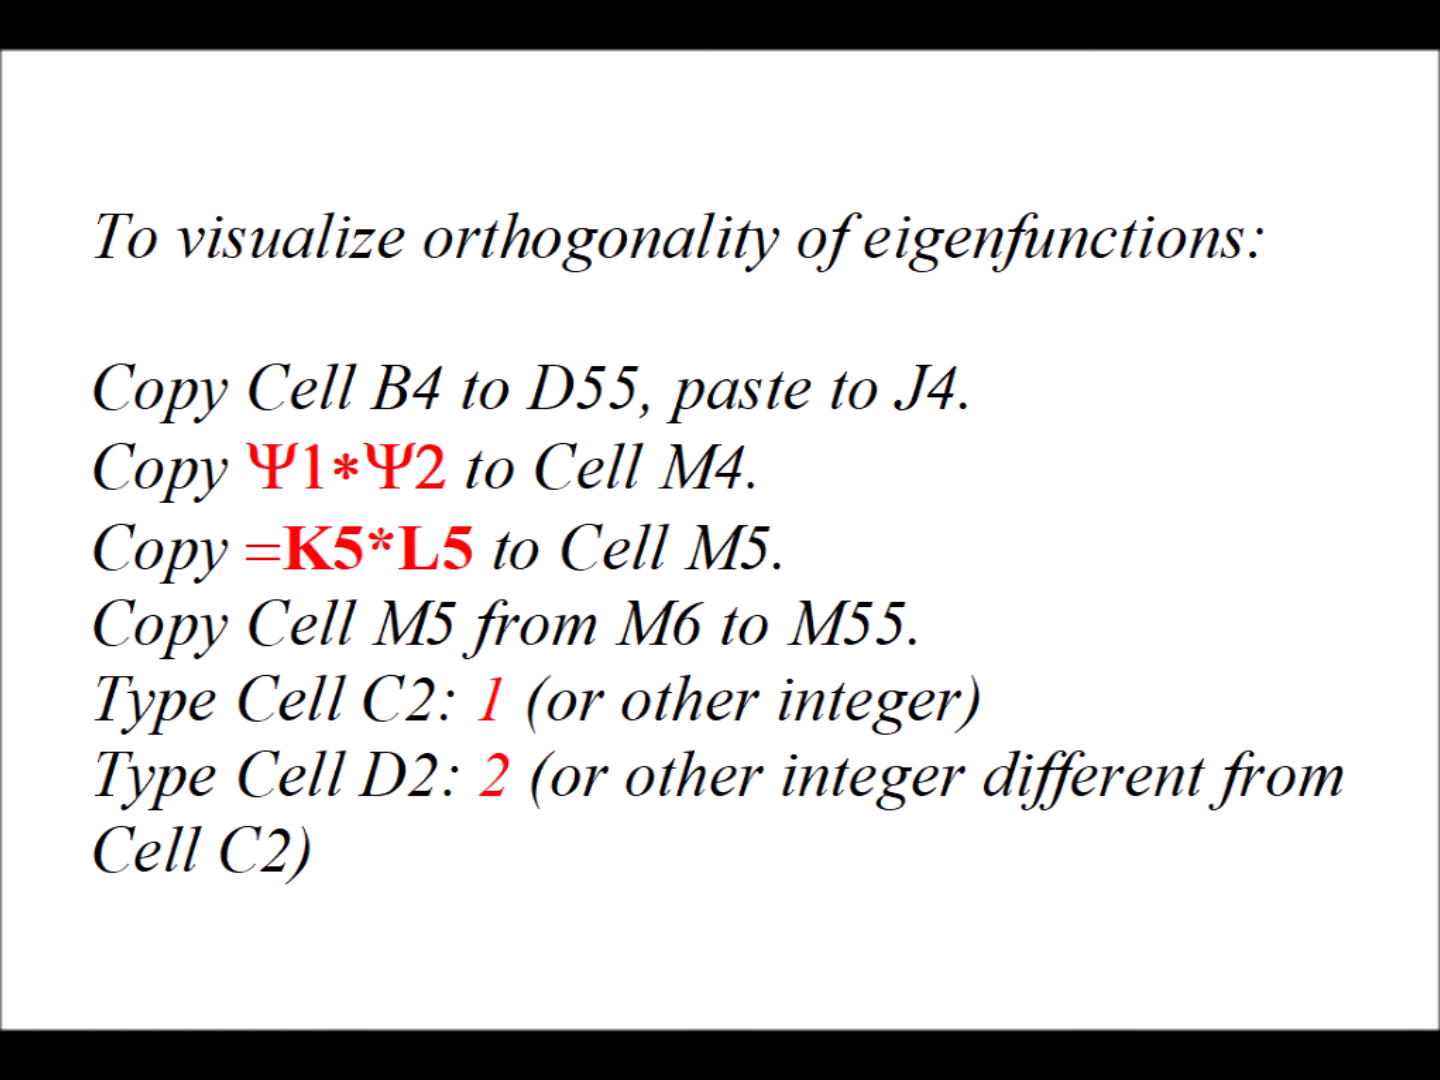 To visualize orthogonality of eigenfunctions:
Copy Cell B4 to D55, paste to J4.
Copy Ψ1*Ψ2 to Cell M4.
Copy =K5*L5 to Cell M5.
Copy Cell M5 from M6 to M55.
Type Cell C2: 1 (or other integer)
Type Cell D2: 2 (or other integer different from
Cell C2)